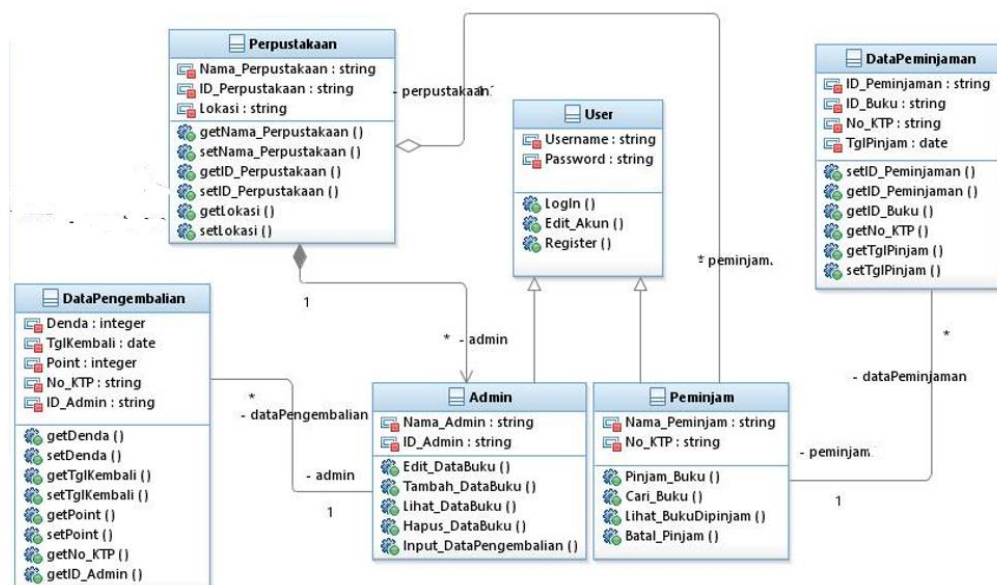 Perpustakaan
Nama_Perpustakaan : string
ID_Perpustakaan : string
Lokasi : string
getNama_Perpustakaan ( )
setNama_Perpustakaan ( )
getID_Perpustakaan ( )
setID_Perpustakaan ( )
getLokasi ( )
setLokasi ( )
- perpustakaan
User
Username : string
Password : string
LogIn ( )
Edit_Akun ( )
Register ( )
DataPeminjaman
ID_Peminjaman : string
ID_Buku : string
No_KTP : string
TglPinjam : date
setID_Peminjaman ( )
getID_Peminjaman ( )
getID_Buku ( )
getNo_KTP ( )
getTglPinjam ( )
setTglPinjam ( )
* peminjam
1
* - admin
*
- dataPeminjaman
DataPengembalian
Denda : integer
TglKembali : date
Point : integer
No_KTP : string
ID_Admin : string
getDenda ( )
setDenda ( )
getTglKembali ( )
setTglKembali ( )
getPoint ( )
setPoint ( )
getNo_KTP ( )
getID_Admin ( )
*
- dataPengembalian
- admin
1
Admin
Nama_Admin : string
ID_Admin : string
Edit_DataBuku ( )
Tambah_DataBuku ( )
Lihat_DataBuku ( )
Hapus_DataBuku ( )
Input_DataPengembalian ( )
Peminjam
Nama_Peminjam : string
No_KTP : string
Pinjam_Buku ( )
Cari_Buku ( )
Lihat_BukuDipinjam ( )
Batal_Pinjam ( )
- peminjam
1